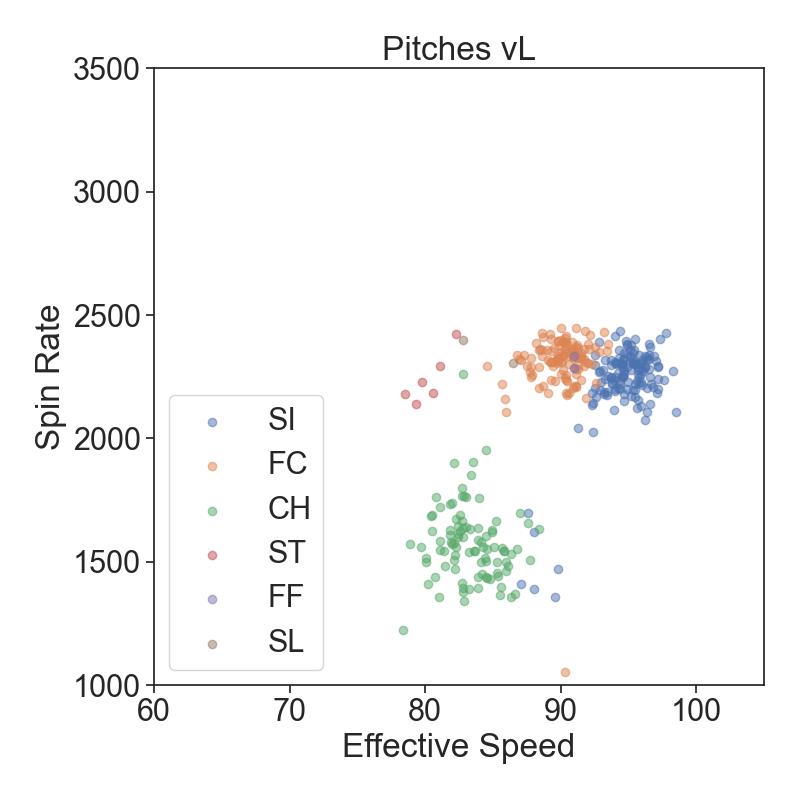 Pitches vL
3500
3000
2500
2000
1500
1000
Spin Rate
SI
FC
CH
ST
FF
SL
60
70
80
90
100
Effective Speed